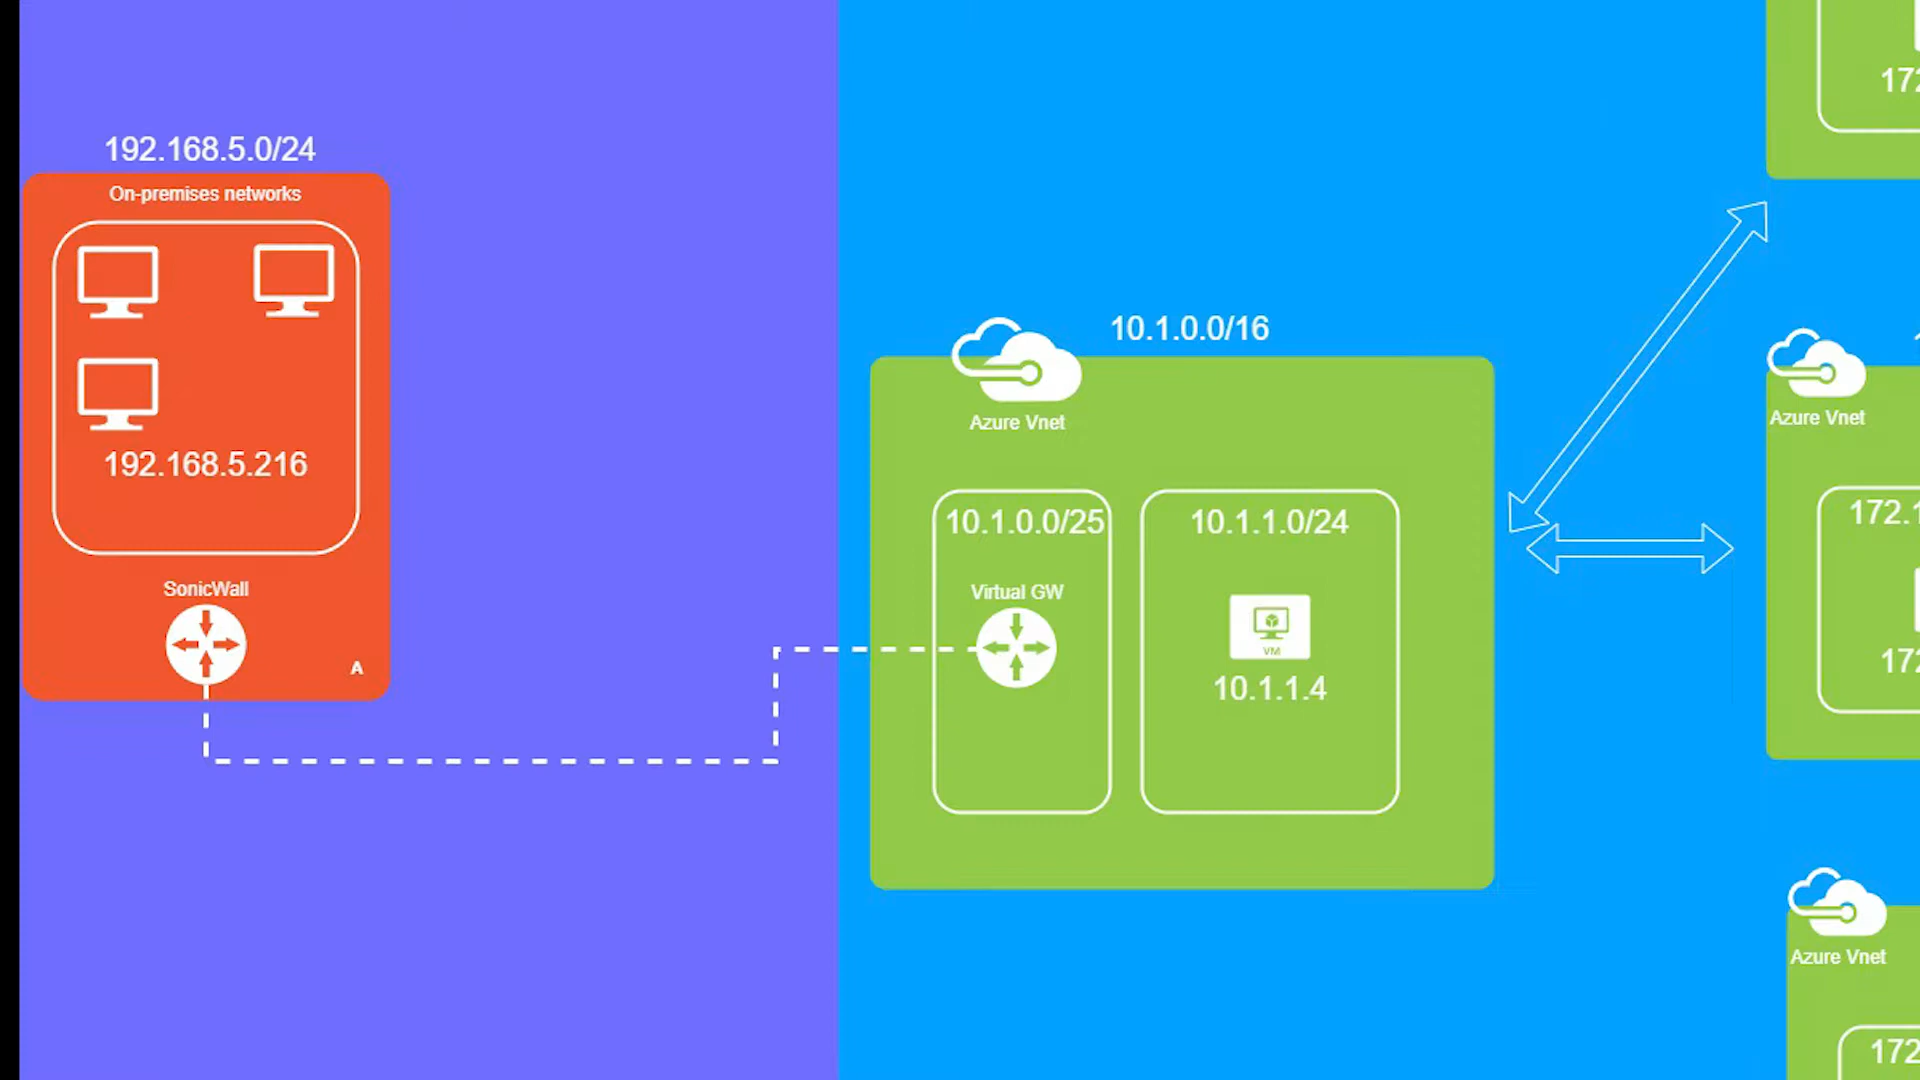 192.168.5.0/24
On-premises networks
192.168.5.216
SonicWall
A
10.1.0.0/16
Azure Vnet
10.1.0.0/25
Virtual GW
10.1.1.0/24
VM
10.1.1.4
Azure Vnet
Azure Vnet